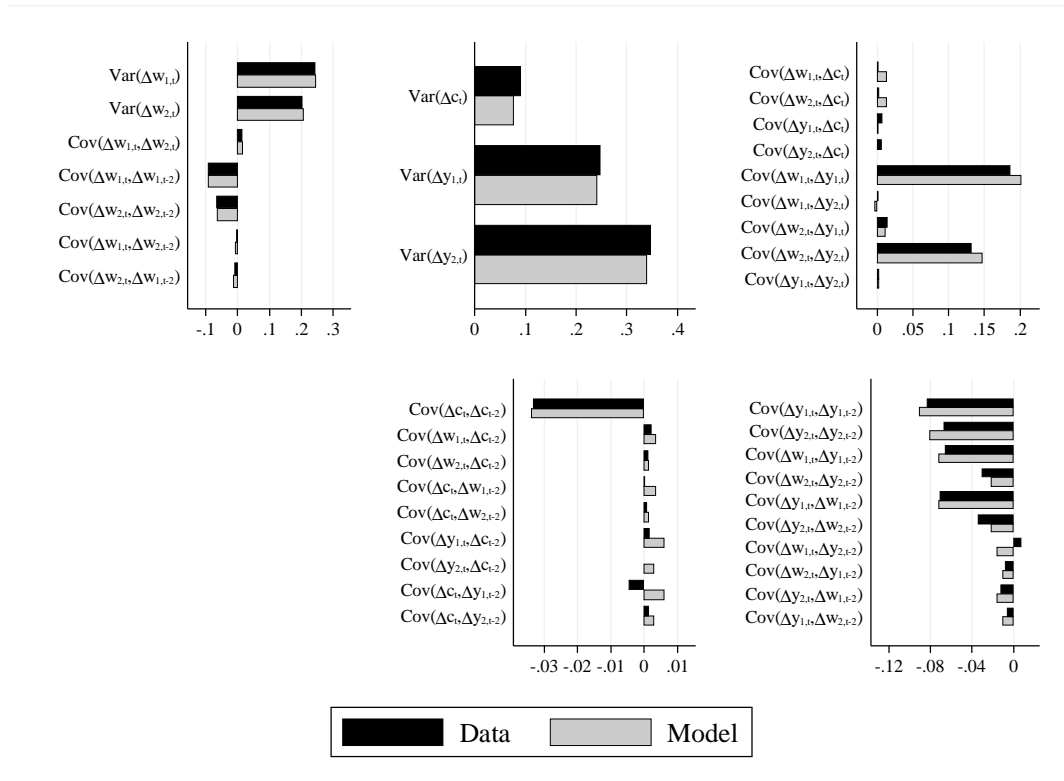 Var(Δw₁,ₜ)
Var(Δw₂,ₜ)
Cov(Δw₁,ₜ,Δw₂,ₜ)
Cov(Δw₁,ₜ,Δw₁,ₜ₋₂)
Cov(Δw₂,ₜ,Δw₂,ₜ₋₂)
Cov(Δw₁,ₜ,Δw₂,ₜ₋₂)
Cov(Δw₂,ₜ,Δw₁,ₜ₋₂)
-.1 0 .1 .2 .3
Var(Δcₜ)
Var(Δy₁,ₜ)
Var(Δy₂,ₜ)
0 .1 .2 .3 .4
Cov(Δw₁,ₜ,Δcₜ)
Cov(Δw₂,ₜ,Δcₜ)
Cov(Δy₁,ₜ,Δcₜ)
Cov(Δy₂,ₜ,Δcₜ)
Cov(Δw₁,ₜ,Δy₁,ₜ)
Cov(Δw₁,ₜ,Δy₂,ₜ)
Cov(Δw₂,ₜ,Δy₁,ₜ)
Cov(Δw₂,ₜ,Δy₂,ₜ)
Cov(Δy₁,ₜ,Δy₂,ₜ)
0 .05 .1 .15 .2
Cov(Δcₜ,Δcₜ₋₂)
Cov(Δw₁,ₜ,Δcₜ₋₂)
Cov(Δw₂,ₜ,Δcₜ₋₂)
Cov(Δcₜ,Δw₁,ₜ₋₂)
Cov(Δcₜ,Δw₂,ₜ₋₂)
Cov(Δy₁,ₜ,Δcₜ₋₂)
Cov(Δy₂,ₜ,Δcₜ₋₂)
Cov(Δcₜ,Δy₁,ₜ₋₂)
Cov(Δcₜ,Δy₂,ₜ₋₂)
-.03 -.02 -.01 0 .01
Cov(Δy₁,ₜ,Δy₁,ₜ₋₂)
Cov(Δy₂,ₜ,Δy₂,ₜ₋₂)
Cov(Δw₁,ₜ,Δy₁,ₜ₋₂)
Cov(Δw₂,ₜ,Δy₂,ₜ₋₂)
Cov(Δy₁,ₜ,Δw₁,ₜ₋₂)
Cov(Δy₂,ₜ,Δw₂,ₜ₋₂)
Cov(Δw₁,ₜ,Δy₂,ₜ₋₂)
Cov(Δw₂,ₜ,Δy₁,ₜ₋₂)
Cov(Δy₂,ₜ,Δw₁,ₜ₋₂)
Cov(Δy₁,ₜ,Δw₂,ₜ₋₂)
-.12 -.08 -.04 0
Data Model